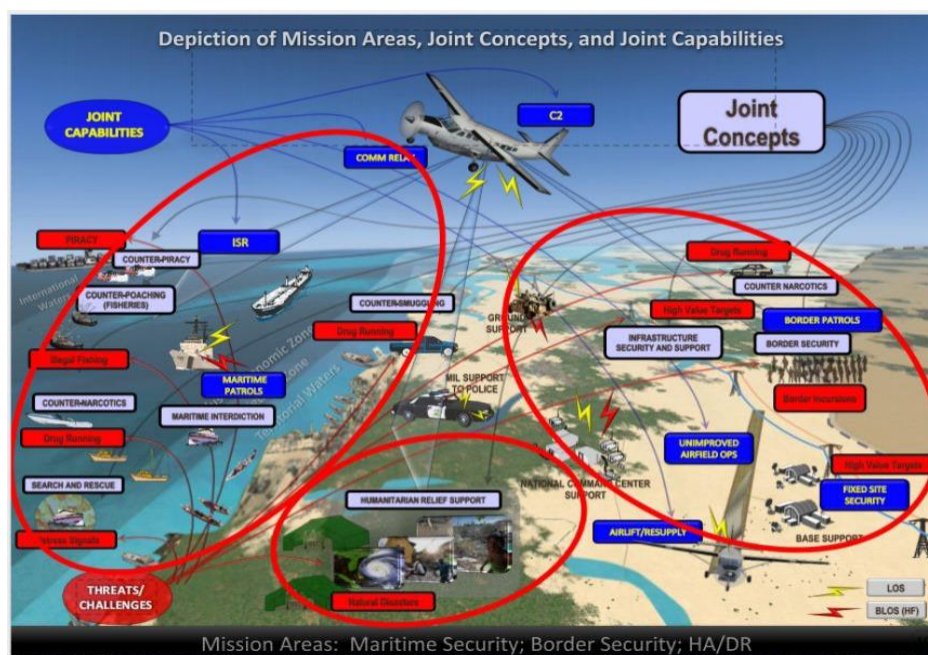 Depiction of Mission Areas, Joint Concepts, and Joint Capabilities
JOINT
CAPABILITIES
C2
Joint
Concepts
COMM RELAY
ISR
PIRACY
COUNTER-PIRACY
International
Waters
COUNTER-POACHING
(FISHERIES)
COUNTER-SMUGGLING
Drug Running
Illegal Fishing
Economic Zone
Zone
Territorial Waters
MARITIME
PATROLS
COUNTER-NARCOTICS
MARITIME INTERDICTION
Drug Running
SEARCH AND RESCUE
Distress Signals
THREATS/
CHALLENGES
GROUND
SUPPORT
MIL SUPPORT
TO POLICE
Drug Running
COUNTER NARCOTICS
High Value Targets
BORDER PATROLS
INFRASTRUCTURE
SECURITY AND SUPPORT
BORDER SECURITY
Border Incursions
UNIMPROVED
AIRFIELD OPS
NATIONAL COMMAND CENTER
SUPPORT
High Value Targets
FIXED SITE
SECURITY
HUMANITARIAN RELIEF SUPPORT
AIRLIFT/RESUPPLY
BASE SUPPORT
Natural Disasters
LOS
BLOS (HF)
Mission Areas: Maritime Security; Border Security; HA/DR